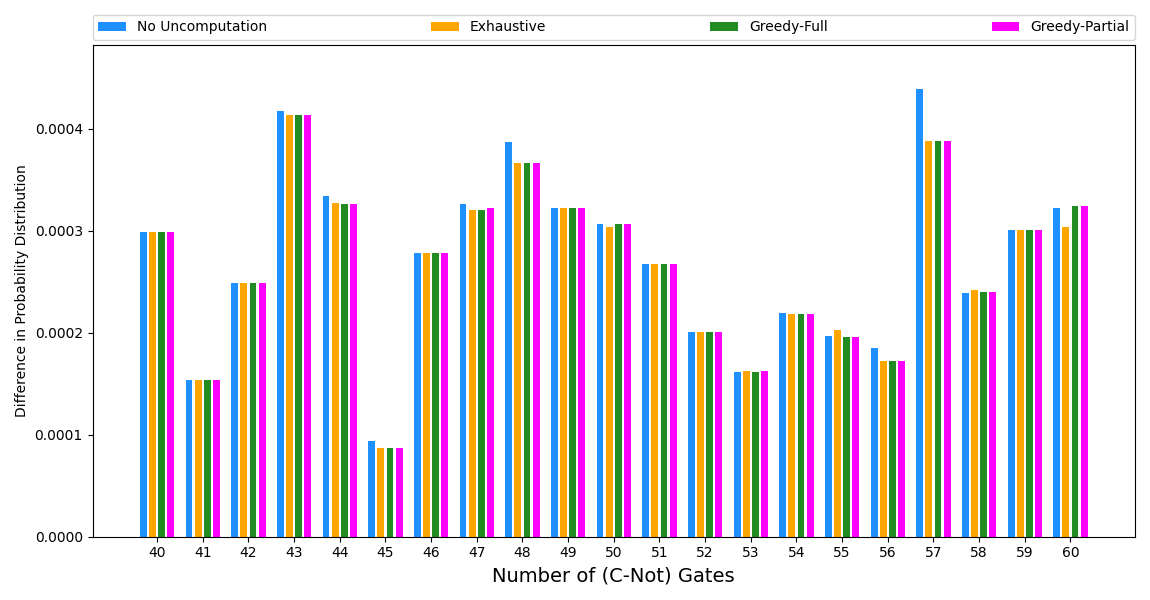 No Uncomputation Exhaustive Greedy-Full Greedy-Partial
Difference in Probability Distribution
0.0004
0.0003
0.0002
0.0001
0.0000
40 41 42 43 44 45 46 47 48 49 50 51 52 53 54 55 56 57 58 59 60
Number of (C-Not) Gates